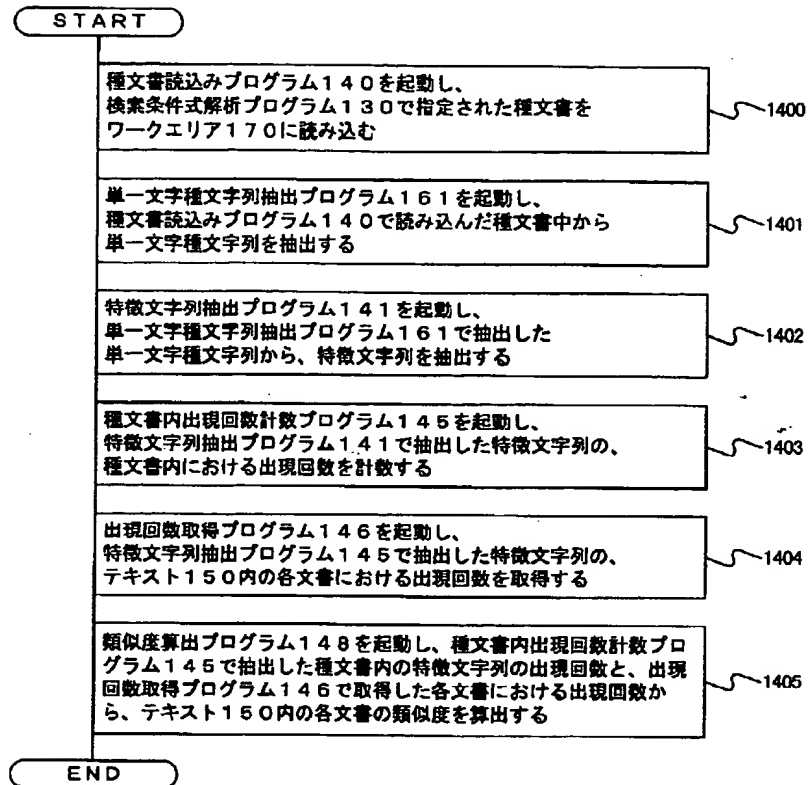 START
種文書読込みプログラム140を起動し、
検索条件式解析プログラム130で指定された種文書を
ワークエリア170に読み込む
1400
単一文字種文字列抽出プログラム161を起動し、
種文書読込みプログラム140で読み込んだ種文書中から
単一文字種文字列を抽出する
1401
特徴文字列抽出プログラム141を起動し、
単一文字種文字列抽出プログラム161で抽出した
単一文字種文字列から、特徴文字列を抽出する
1402
種文書内出現回数計数プログラム145を起動し、
特徴文字列抽出プログラム141で抽出した特徴文字列の、
種文書内における出現回数を計数する
1403
出現回数取得プログラム146を起動し、
特徴文字列抽出プログラム145で抽出した特徴文字列の、
テキスト150内の各文書における出現回数を取得する
1404
類似度算出プログラム148を起動し、種文書内出現回数計数プロ
グラム145で抽出した種文書内の特徴文字列の出現回数と、出現
回数取得プログラム146で取得した各文書における出現回数か
ら、テキスト150内の各文書の類似度を算出する
1405
END